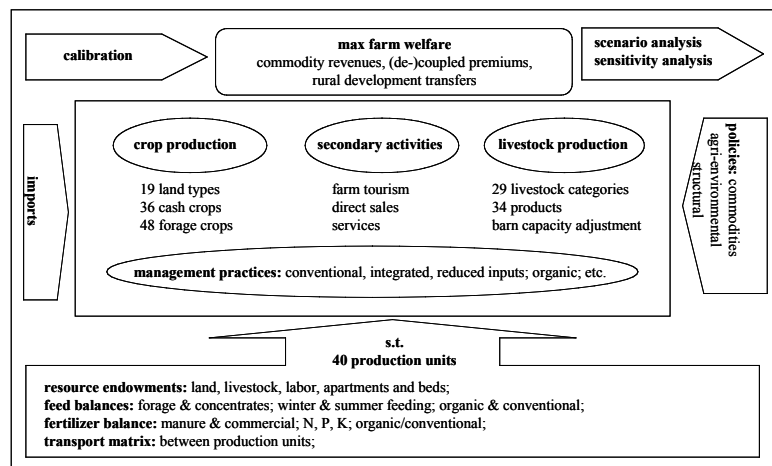 calibration
max farm welfare
commodity revenues, (de-)coupled premiums,
rural development transfers
scenario analysis
sensitivity analysis
imports
crop production
19 land types
36 cash crops
48 forage crops
secondary activities
farm tourism
direct sales
services
livestock production
29 livestock categories
34 products
barn capacity adjustment
management practices: conventional, integrated, reduced inputs; organic; etc.
policies: commodities
agri-environmental
structural
s.t.
40 production units
resource endowments: land, livestock, labor, apartments and beds;
feed balances: forage & concentrates; winter & summer feeding; organic & conventional;
fertilizer balance: manure & commercial; N, P, K; organic/conventional;
transport matrix: between production units;